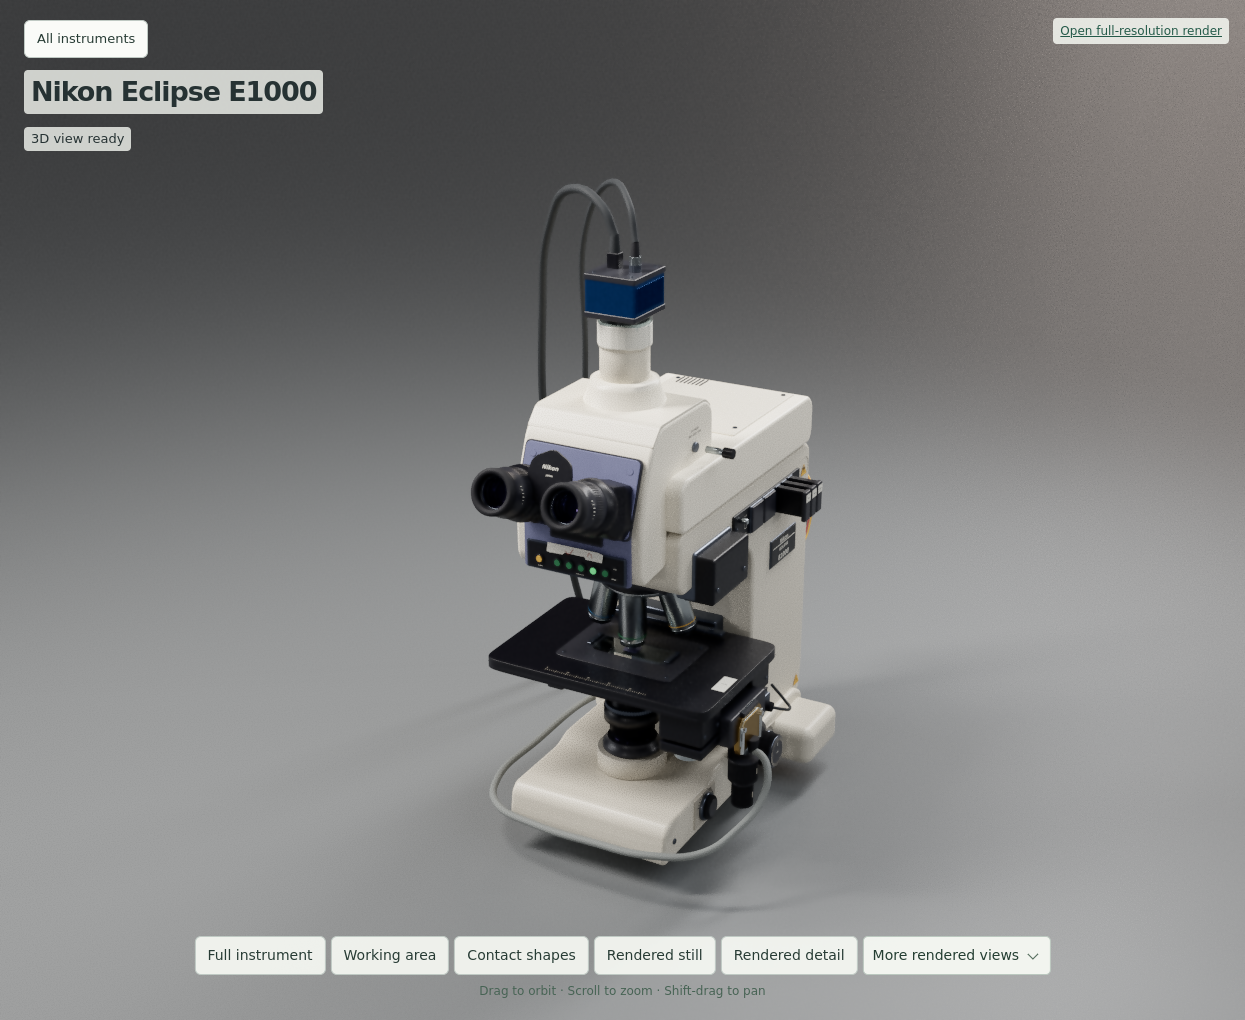 All instruments
Open full-resolution render
Nikon Eclipse E1000
3D view ready
Nikon
Full instrument
Working area
Contact shapes
Rendered still
Rendered detail
More rendered views
Drag to orbit · Scroll to zoom · Shift-drag to pan